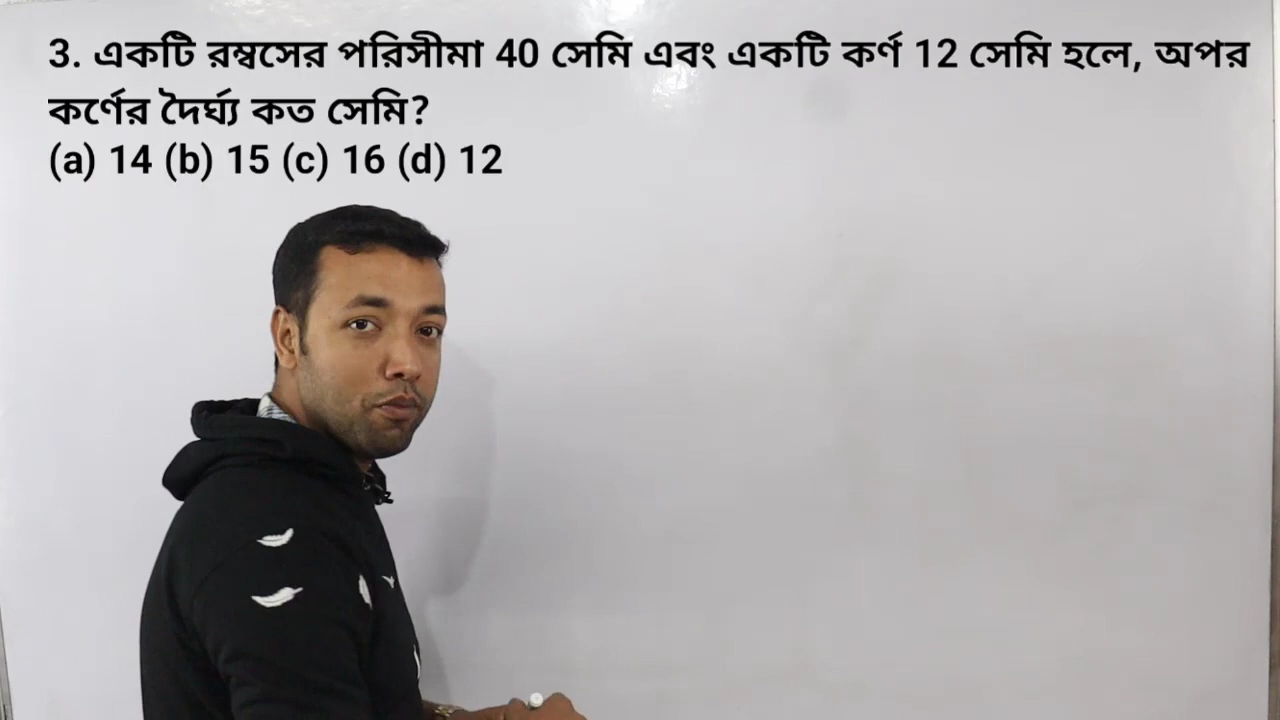 3. একটি রম্বসের পরিসীমা 40 সেমি এবং একটি কর্ণ 12 সেমি হলে, অপর
কর্ণের দৈর্ঘ্য কত সেমি?
(a) 14 (b) 15 (c) 16 (d) 12